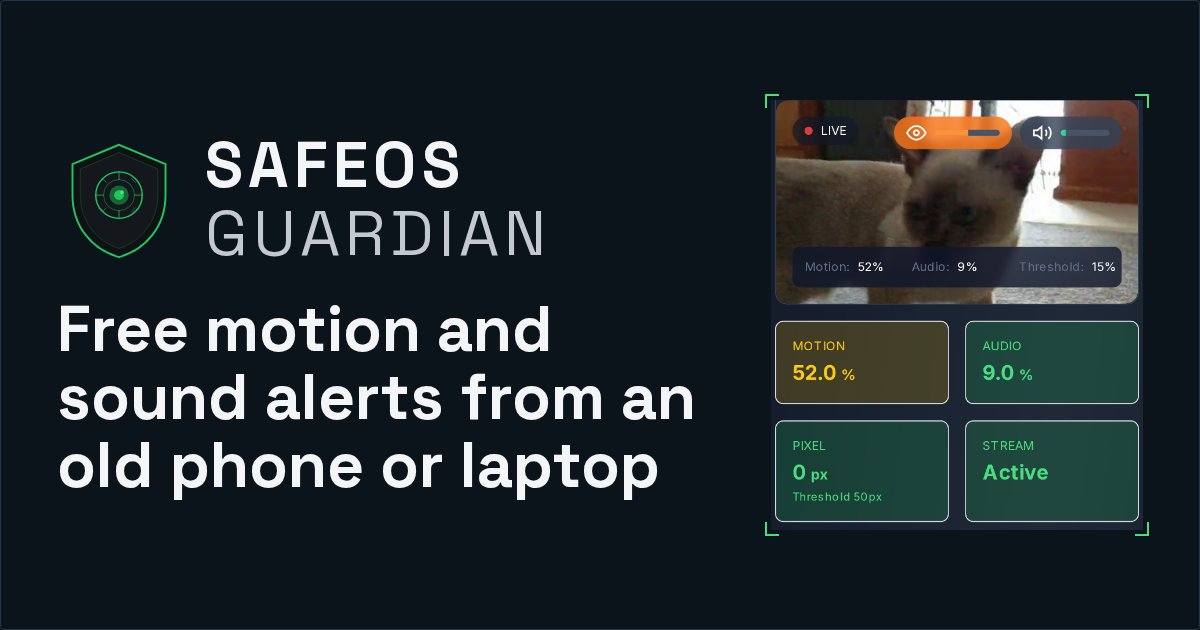 SAFEOS
GUARDIAN
Free motion and
sound alerts from an
old phone or laptop
LIVE
Motion: 52% Audio: 9% Threshold: 15%
MOTION
52.0 %
AUDIO
9.0 %
PIXEL
0 px
Threshold 50px
STREAM
Active